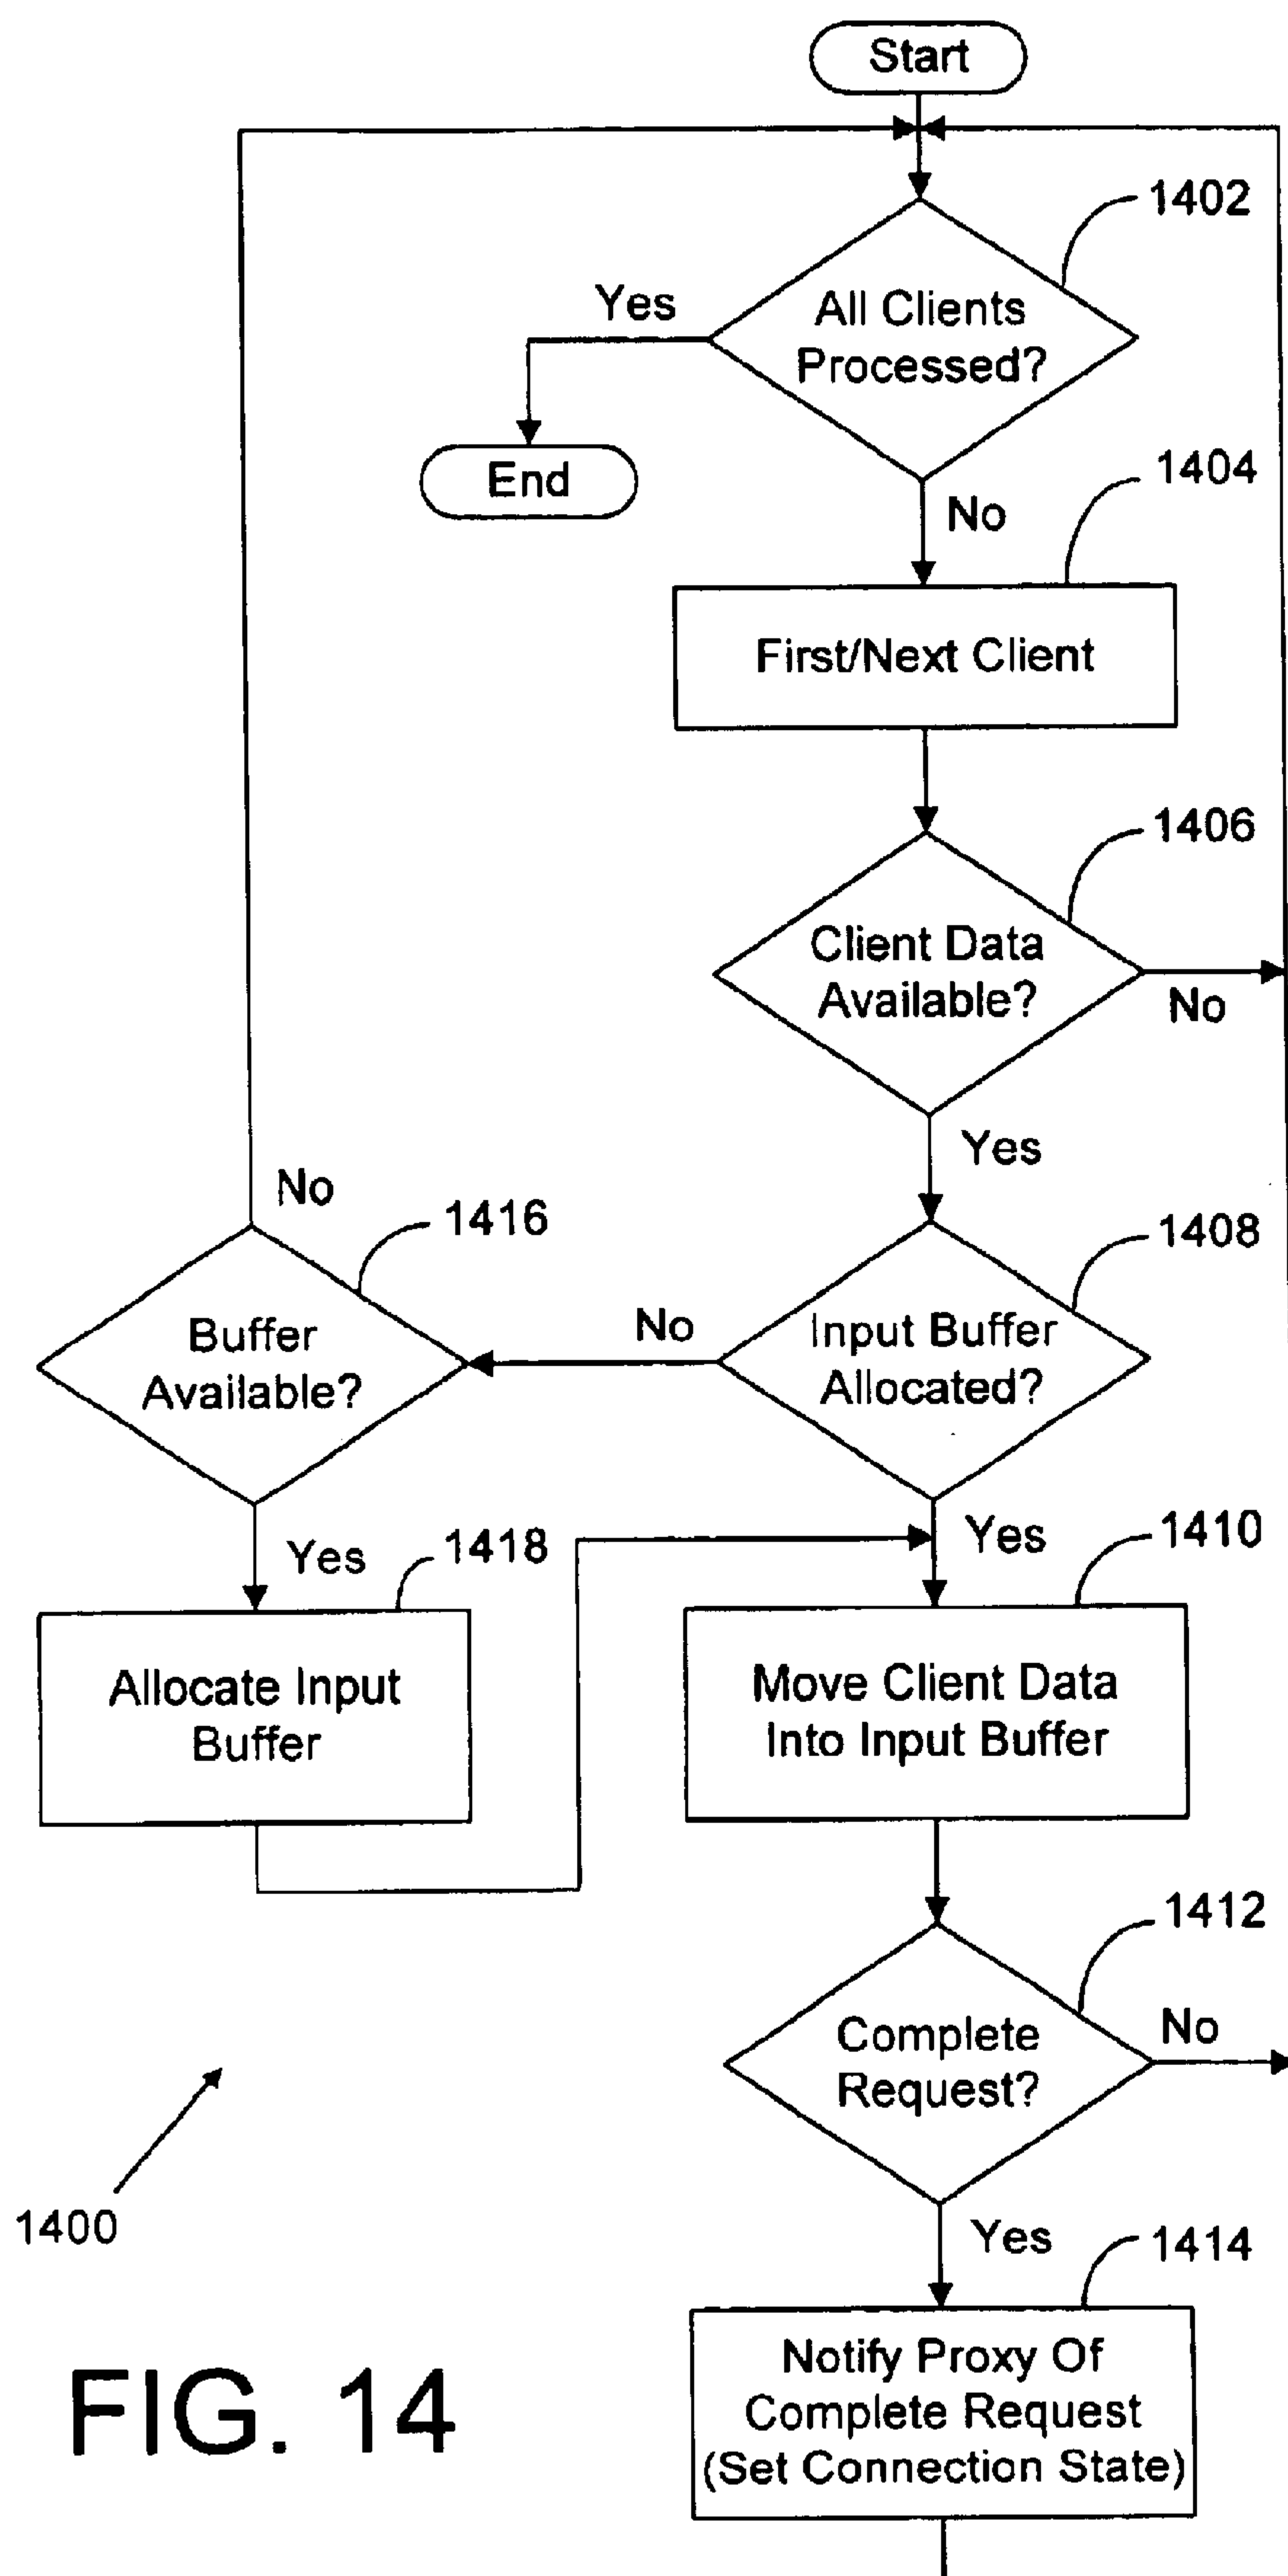 Start
1402
All Clients
Processed?
Yes
End
No
1404
First/Next Client
1406
Client Data
Available?
No
Yes
1408
Input Buffer
Allocated?
No
1416
Buffer
Available?
No
Yes
1418
Allocate Input
Buffer
Yes
1410
Move Client Data
Into Input Buffer
1412
Complete
Request?
No
Yes
1414
Notify Proxy Of
Complete Request
(Set Connection State)
1400
FIG. 14